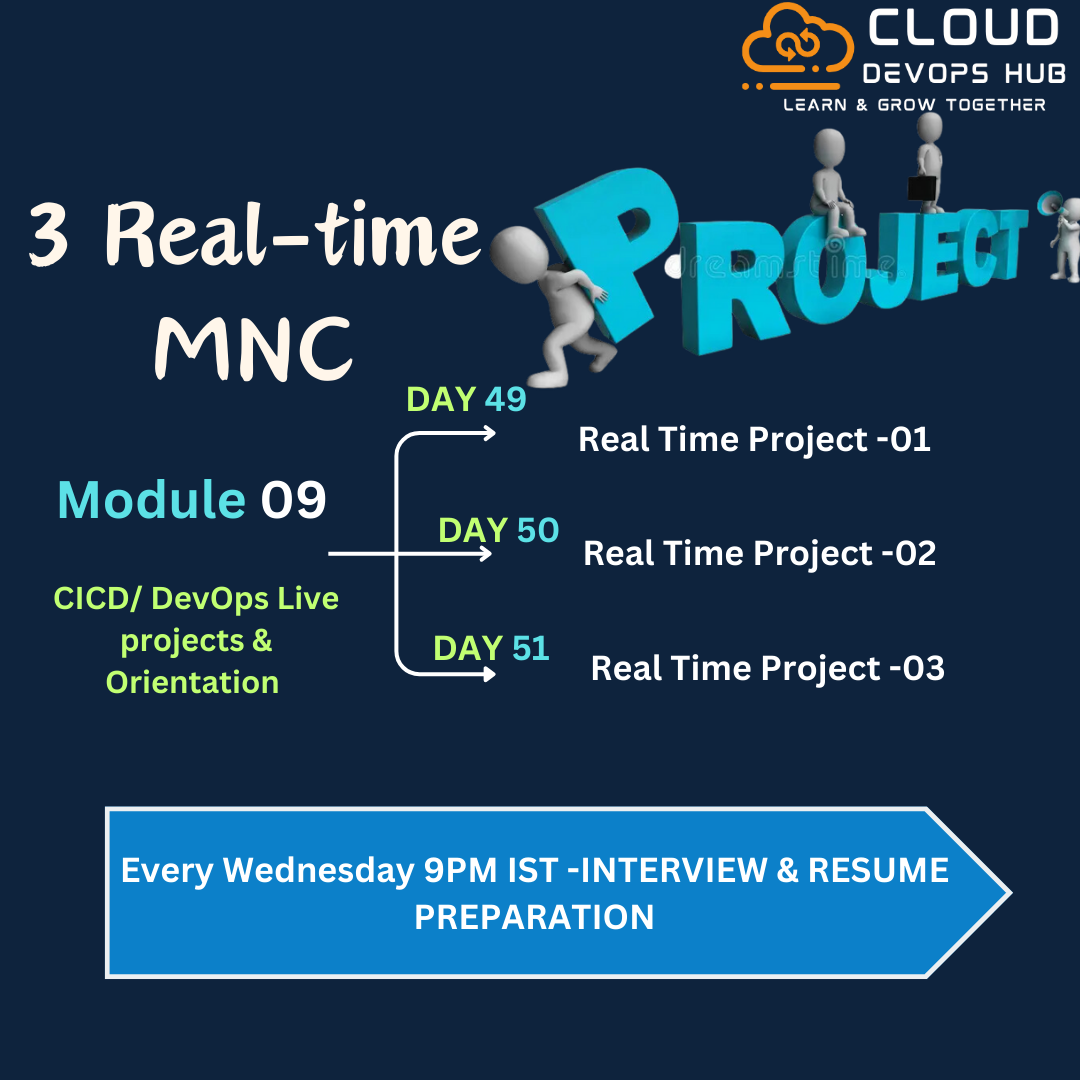 CLOUD
DEVOPS HUB
LEARN & GROW TOGETHER
3 Real-time
MNC
PROJECT
dreamstime
DAY 49
Real Time Project -01
Module 09
DAY 50
Real Time Project -02
CICD/ DevOps Live
projects &
Orientation
DAY 51
Real Time Project -03
Every Wednesday 9PM IST -INTERVIEW & RESUME
PREPARATION